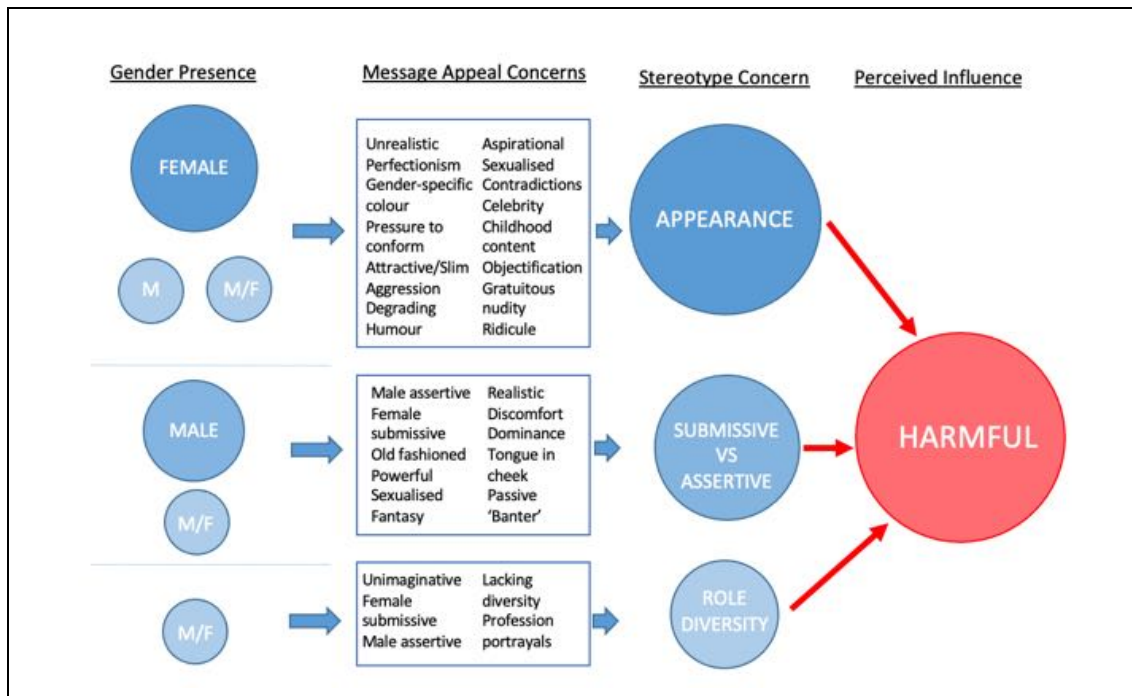 Gender Presence
Message Appeal Concerns
Stereotype Concern
Perceived Influence
FEMALE
M
M/F
Unrealistic
Perfectionism
Gender-specific
colour
Pressure to
conform
Attractive/Slim
Aggression
Degrading
Humour
Aspirational
Sexualised
Contradictions
Celebrity
Childhood
content
Objectification
Gratuitous
nudity
Ridicule
APPEARANCE
MALE
M/F
Male assertive
Female
submissive
Old fashioned
Powerful
Sexualised
Fantasy
Realistic
Discomfort
Dominance
Tongue in
cheek
Passive
‘Banter’
SUBMISSIVE
VS
ASSERTIVE
HARMFUL
M/F
Unimaginative
Female
submissive
Male assertive
Lacking
diversity
Profession
portrayals
ROLE
DIVERSITY